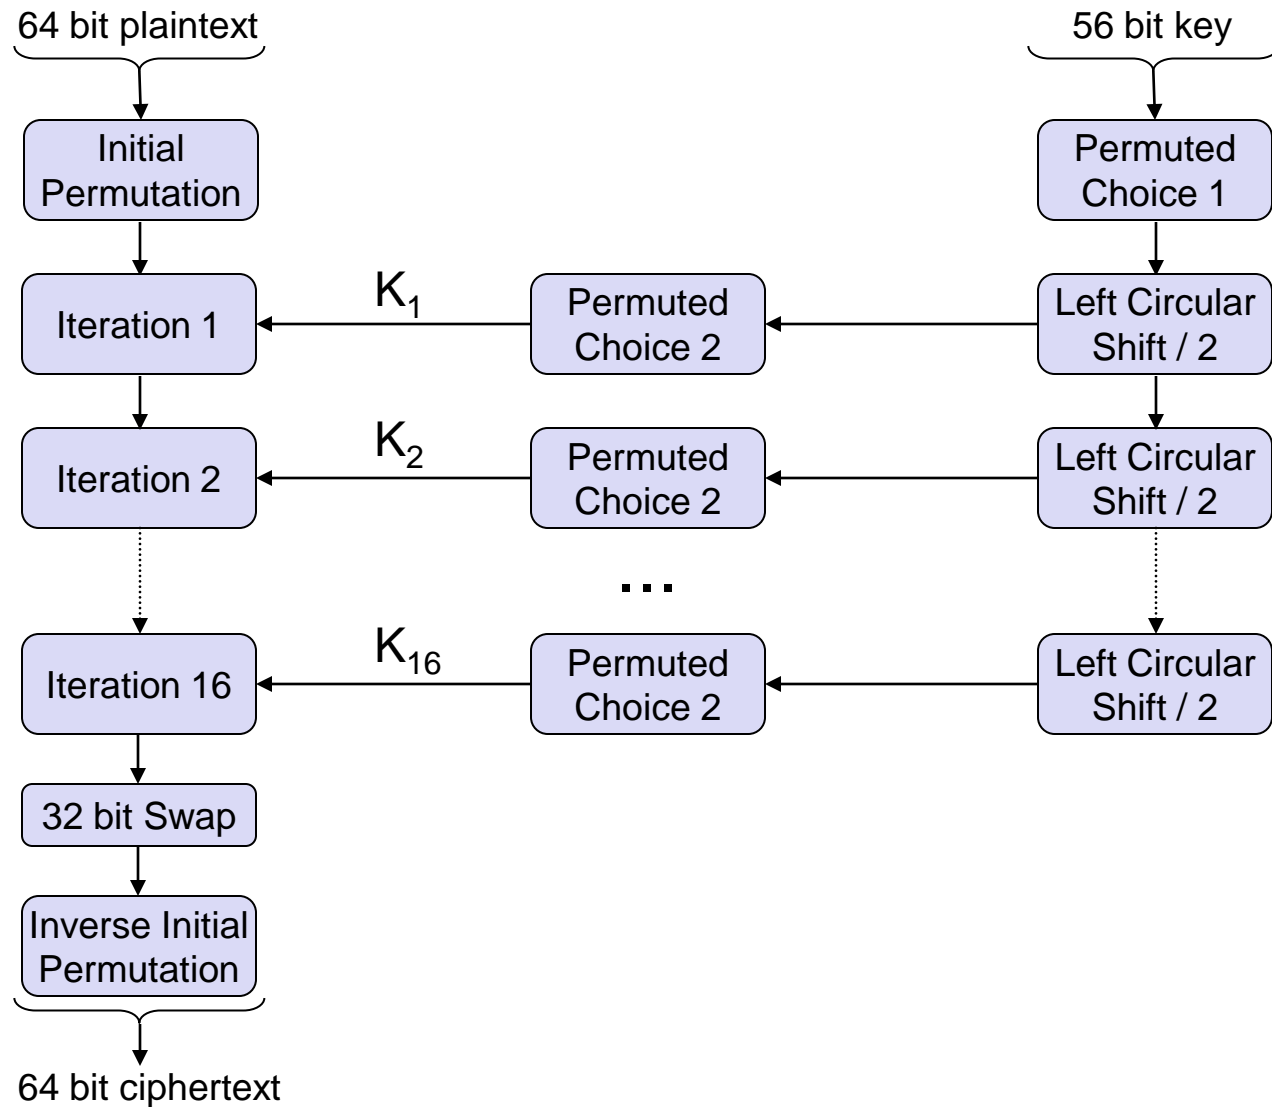 64 bit plaintext
56 bit key
Initial
Permutation
Permuted
Choice 1
Iteration 1
K₁
Permuted
Choice 2
Left Circular
Shift / 2
Iteration 2
K₂
Permuted
Choice 2
Left Circular
Shift / 2
...
Iteration 16
K₁₆
Permuted
Choice 2
Left Circular
Shift / 2
32 bit Swap
Inverse Initial
Permutation
64 bit ciphertext